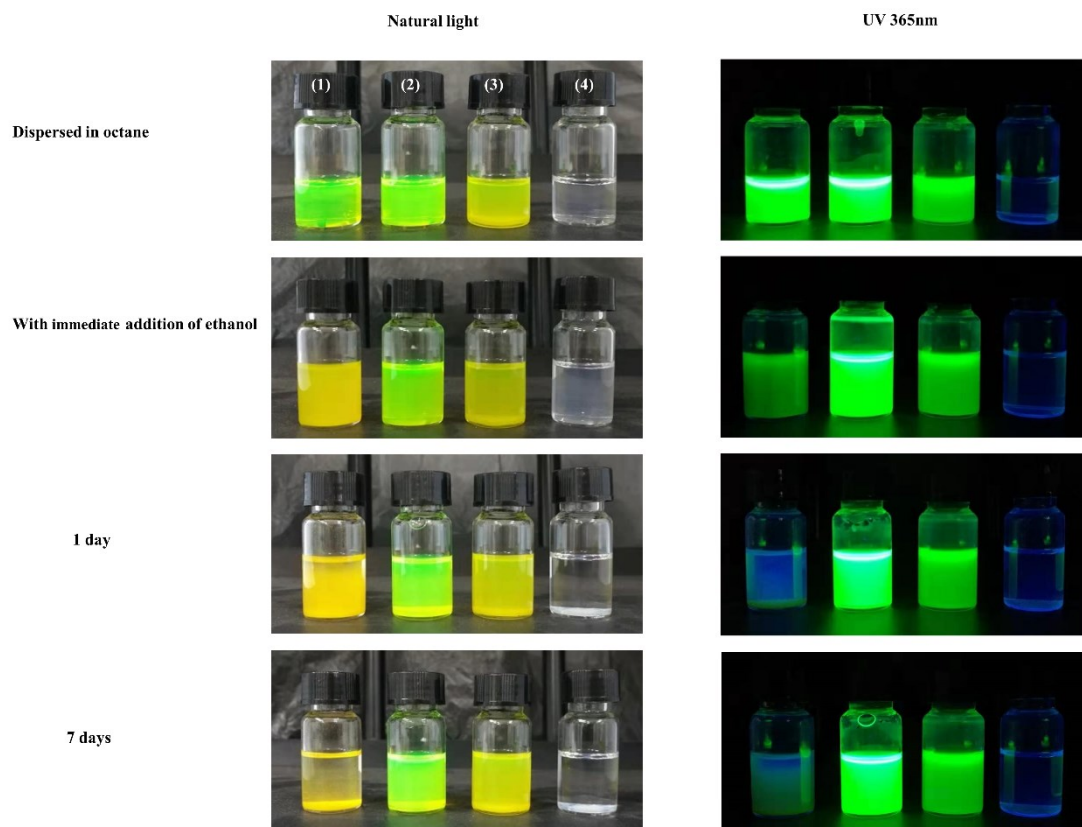 Natural light
UV 365nm
(1)
(2)
(3)
(4)
Dispersed in octane
With immediate addition of ethanol
1 day
7 days